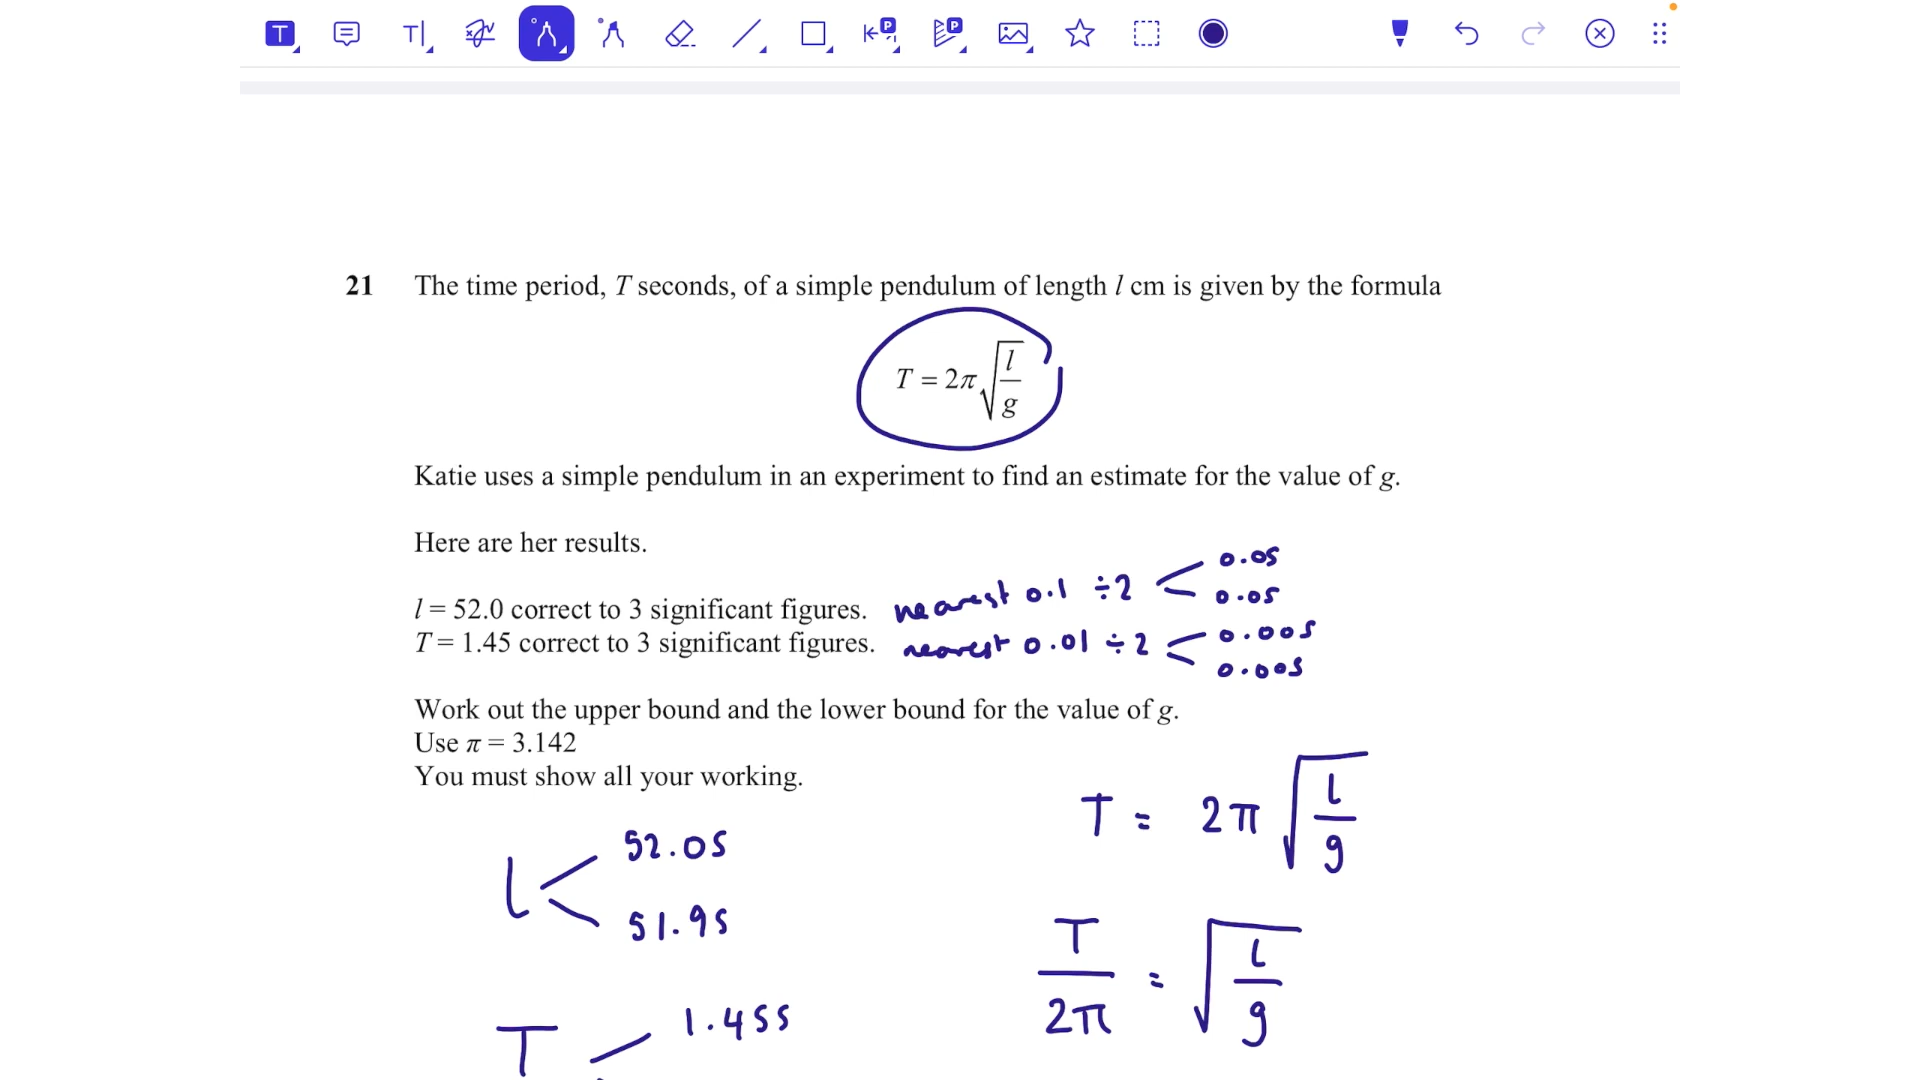 21 The time period, T seconds, of a simple pendulum of length l cm is given by the formula
T = 2π√(l/g)
Katie uses a simple pendulum in an experiment to find an estimate for the value of g.
Here are her results.
l = 52.0 correct to 3 significant figures. nearest 0.1 ÷2 < 0.05 0.05
T = 1.45 correct to 3 significant figures. nearest 0.01 ÷2 < 0.005 0.005
Work out the upper bound and the lower bound for the value of g.
Use π = 3.142
You must show all your working.
T = 2π√(l/g)
l < 52.05
51.95
T/2π = √(l/g)
T 1.455